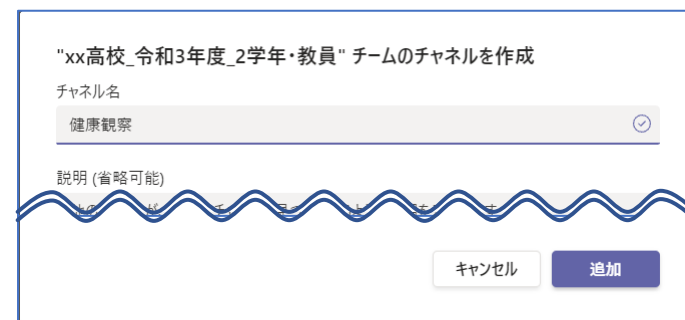 "xx高校_令和3年度_2学年・教員" チームのチャネルを作成
チャネル名
健康観察
説明 (省略可能)
キャンセル
追加